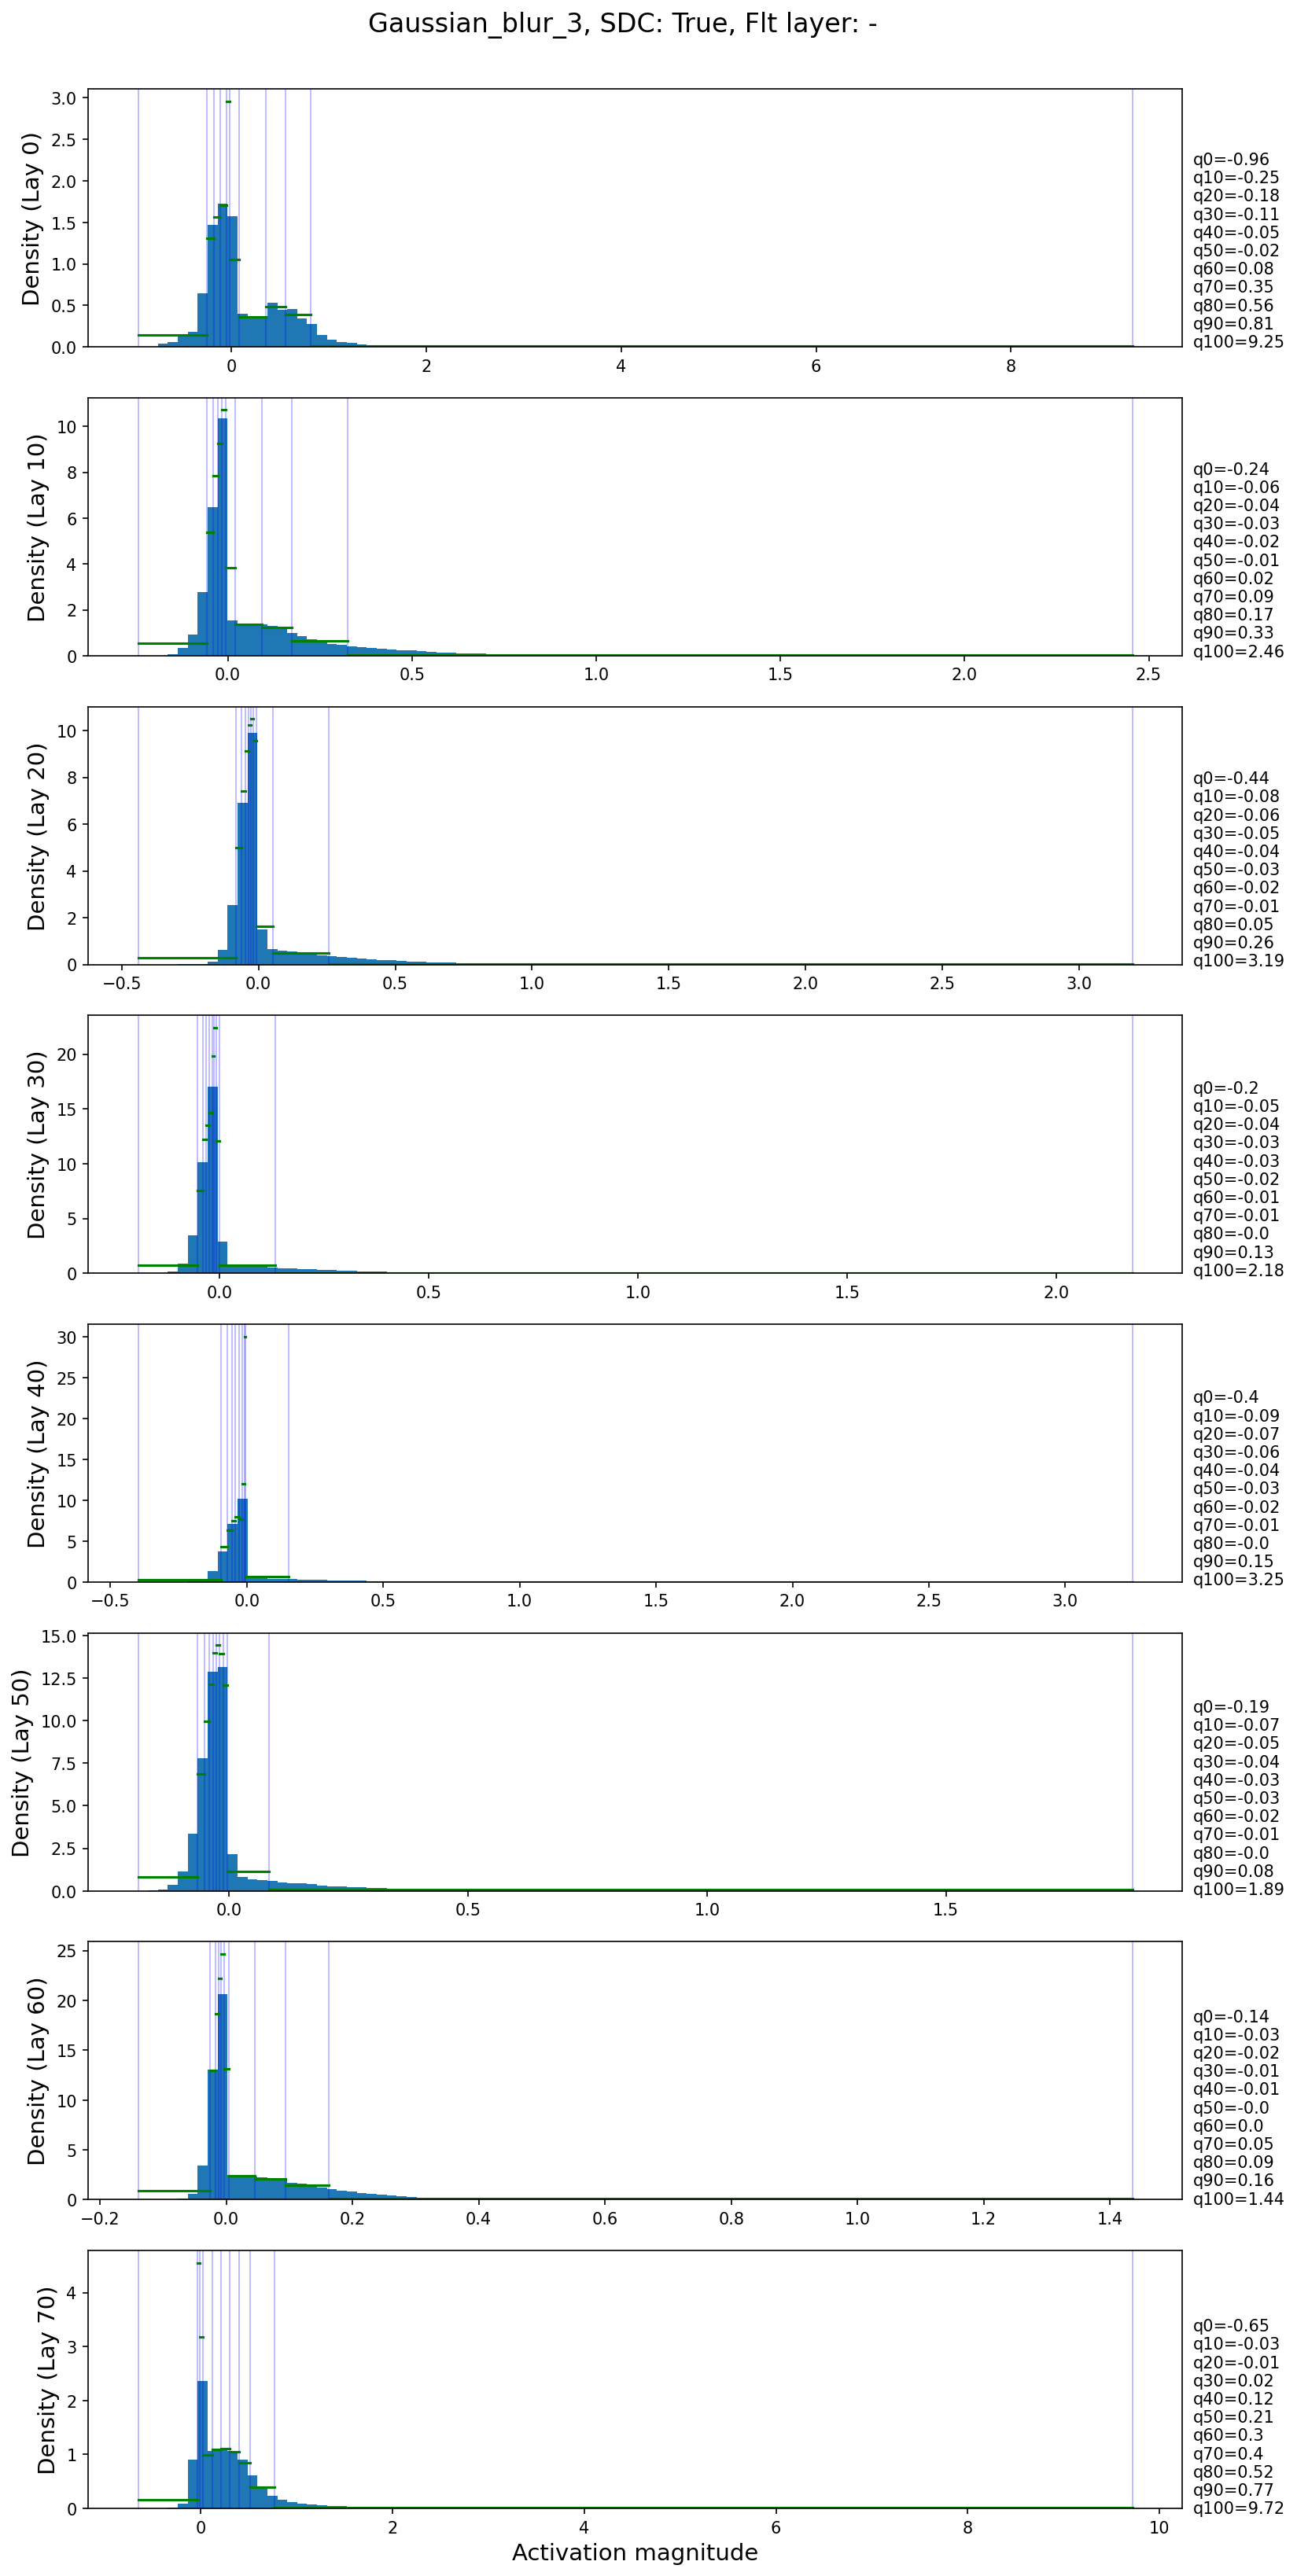 Gaussian_blur_3, SDC: True, Flt layer: -
Density (Lay 0)
3.0
2.5
2.0
1.5
1.0
0.5
0.0
0 2 4 6 8
q0=-0.96
q10=-0.25
q20=-0.18
q30=-0.11
q40=-0.05
q50=-0.02
q60=0.08
q70=0.35
q80=0.56
q90=0.81
q100=9.25
Density (Lay 10)
10
8
6
4
2
0
0.0 0.5 1.0 1.5 2.0 2.5
q0=-0.24
q10=-0.06
q20=-0.04
q30=-0.03
q40=-0.02
q50=-0.01
q60=0.02
q70=0.09
q80=0.17
q90=0.33
q100=2.46
Density (Lay 20)
10
8
6
4
2
0
−0.5 0.0 0.5 1.0 1.5 2.0 2.5 3.0
q0=-0.44
q10=-0.08
q20=-0.06
q30=-0.05
q40=-0.04
q50=-0.03
q60=-0.02
q70=-0.01
q80=0.05
q90=0.26
q100=3.19
Density (Lay 30)
20
15
10
5
0
0.0 0.5 1.0 1.5 2.0
q0=-0.2
q10=-0.05
q20=-0.04
q30=-0.03
q40=-0.03
q50=-0.02
q60=-0.01
q70=-0.01
q80=-0.0
q90=0.13
q100=2.18
Density (Lay 40)
30
25
20
15
10
5
0
−0.5 0.0 0.5 1.0 1.5 2.0 2.5 3.0
q0=-0.4
q10=-0.09
q20=-0.07
q30=-0.06
q40=-0.04
q50=-0.03
q60=-0.02
q70=-0.01
q80=-0.0
q90=0.15
q100=3.25
Density (Lay 50)
15.0
12.5
10.0
7.5
5.0
2.5
0.0
0.0 0.5 1.0 1.5
q0=-0.19
q10=-0.07
q20=-0.05
q30=-0.04
q40=-0.03
q50=-0.03
q60=-0.02
q70=-0.01
q80=-0.0
q90=0.08
q100=1.89
Density (Lay 60)
25
20
15
10
5
0
−0.2 0.0 0.2 0.4 0.6 0.8 1.0 1.2 1.4
q0=-0.14
q10=-0.03
q20=-0.02
q30=-0.01
q40=-0.01
q50=-0.0
q60=0.0
q70=0.05
q80=0.09
q90=0.16
q100=1.44
Density (Lay 70)
4
3
2
1
0
0 2 4 6 8 10
q0=-0.65
q10=-0.03
q20=-0.01
q30=0.02
q40=0.12
q50=0.21
q60=0.3
q70=0.4
q80=0.52
q90=0.77
q100=9.72
Activation magnitude